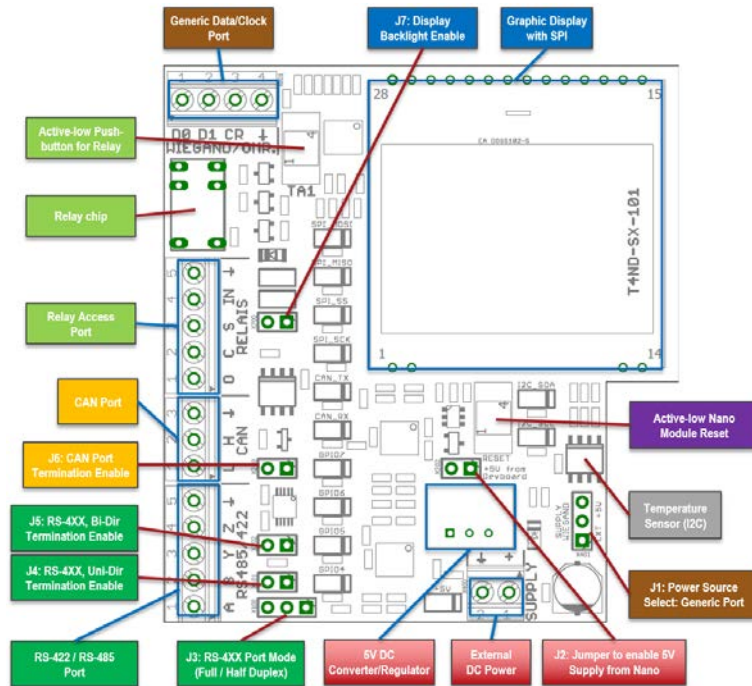 Generic Data/Clock
Port
J7: Display
Backlight Enable
Graphic Display
with SPI
1 2 3 4
28
15
D0 D1 CR
WIEGAND/OMR.
Active-low Push-
button for Relay
4
1
TA1
EA DOGS102-6
Relay chip
SPI_MOSI
T4ND-SX-101
SPI_MISO
5 4 3 2 1
IN
S
C
O
RELAIS
SPI_SS
Relay Access
Port
SPI_SCK
1
14
CAN_TX
I2C_SDA
CAN Port
3
H
L
CAN
CAN_RX
4
1
Active-low Nano
Module Reset
J6: CAN Port
Termination Enable
GPIO7
RESET
+5V from
Devboard
GPIO6
Temperature
Sensor (I2C)
J5: RS-4XX, Bi-Dir
Termination Enable
5 4 3 2 1
Z
Y
B
A
RS485/422
GPIO5
SUPPLY
WIEGAND
+5V
EXT
J4: RS-4XX, Uni-Dir
Termination Enable
GPIO4
+
+5V
SUPPLY
J1: Power Source
Select: Generic Port
RS-422 / RS-485
Port
J3: RS-4XX Port Mode
(Full / Half Duplex)
5V DC
Converter/Regulator
External
DC Power
J2: Jumper to enable 5V
Supply from Nano